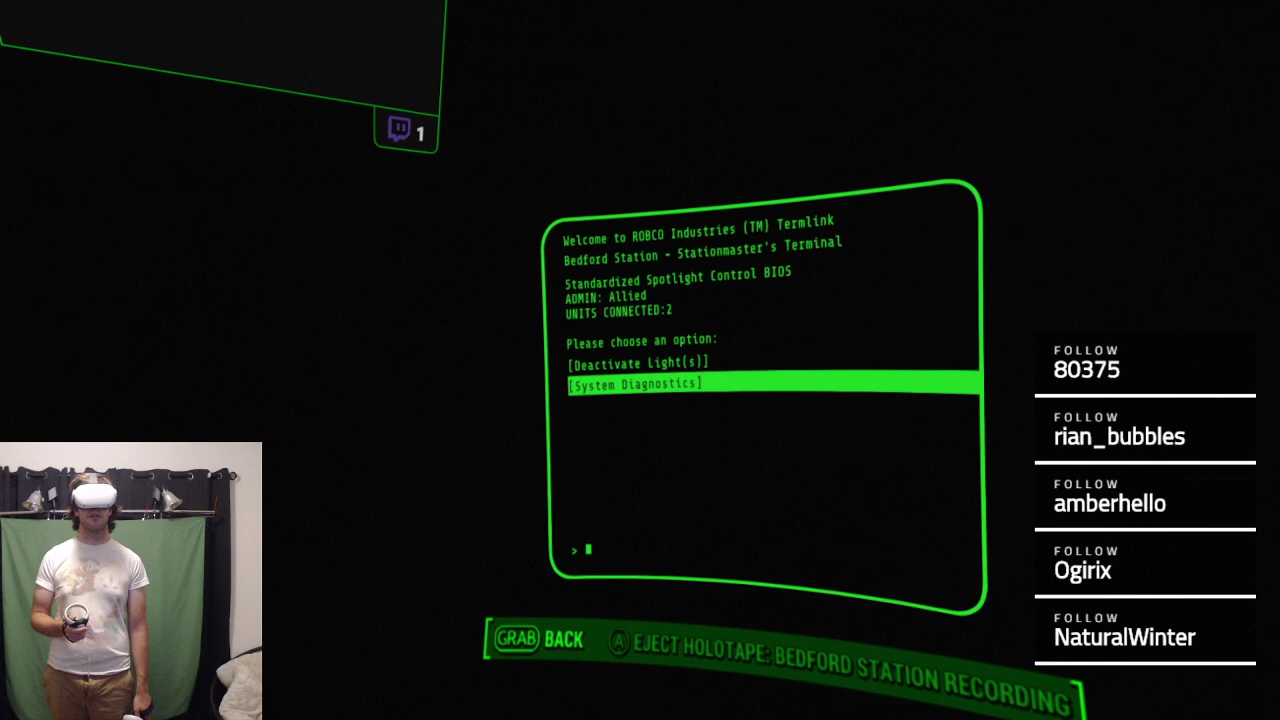 1
Welcome to ROBCO Industries (TM) Termlink
Bedford Station - Stationmaster's Terminal
Standardized Spotlight Control BIOS
ADMIN: Allied
UNITS CONNECTED:2
Please choose an option:
[Deactivate Light(s)]
[System Diagnostics]
>
GRAB BACK A EJECT HOLOTAPE: BEDFORD STATION RECORDING
FOLLOW
80375
FOLLOW
rian_bubbles
FOLLOW
amberhello
FOLLOW
Ogirix
FOLLOW
NaturalWinter